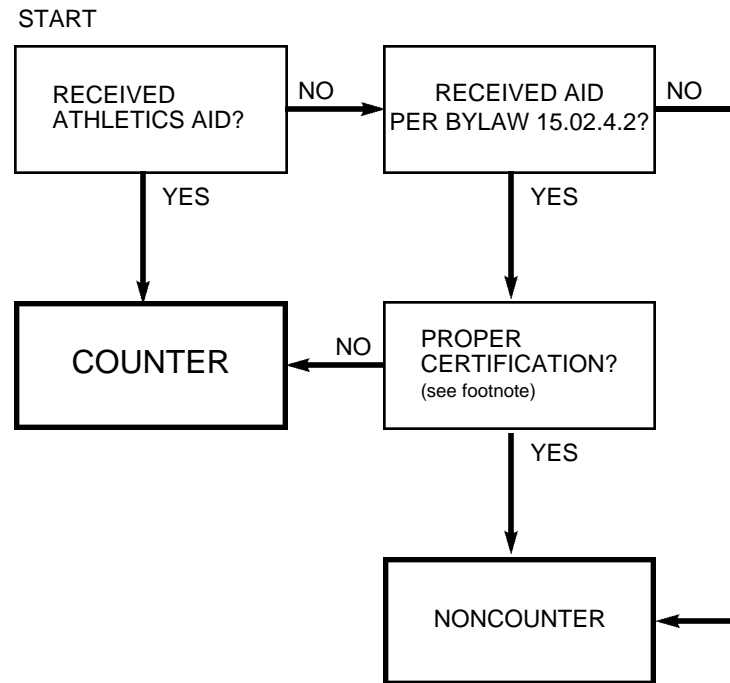 START
RECEIVED
ATHLETICS AID?
NO
RECEIVED AID
PER BYLAW 15.02.4.2?
NO
YES
YES
COUNTER
NO
PROPER
CERTIFICATION?
(see footnote)
YES
NONCOUNTER